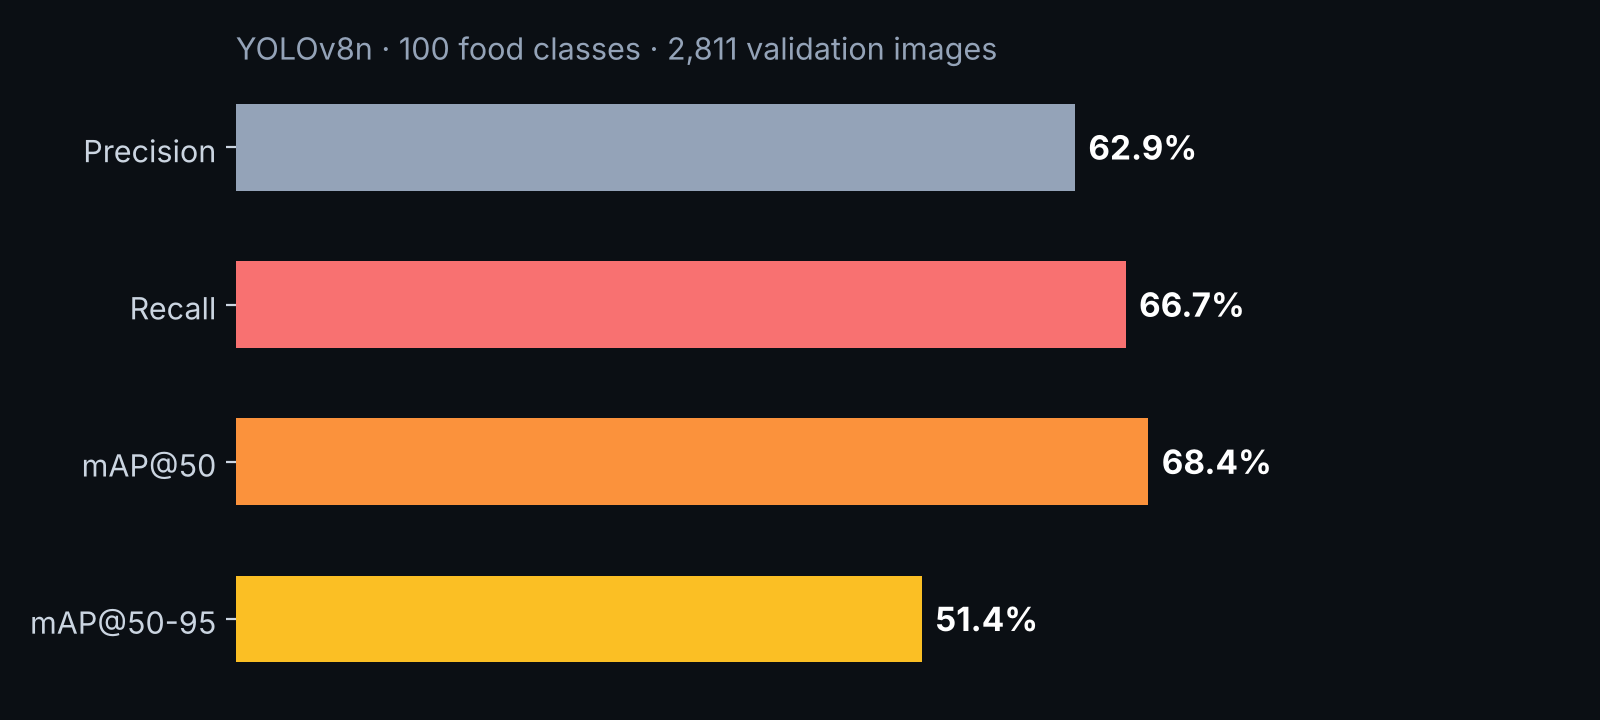 YOLOv8n · 100 food classes · 2,811 validation images
Precision 62.9%
Recall 66.7%
mAP@50 68.4%
mAP@50-95 51.4%